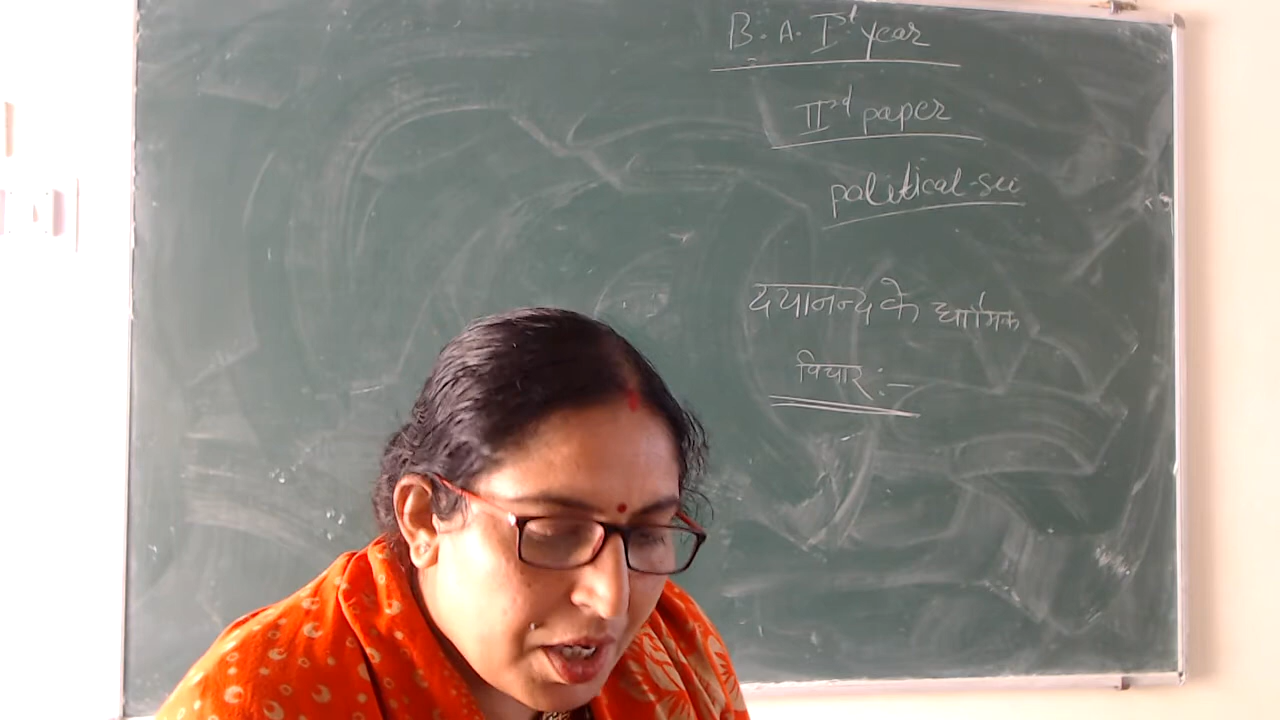 B. A. Ist year
IInd paper
political-sci
दयानन्द के धार्मिक
विचार :–